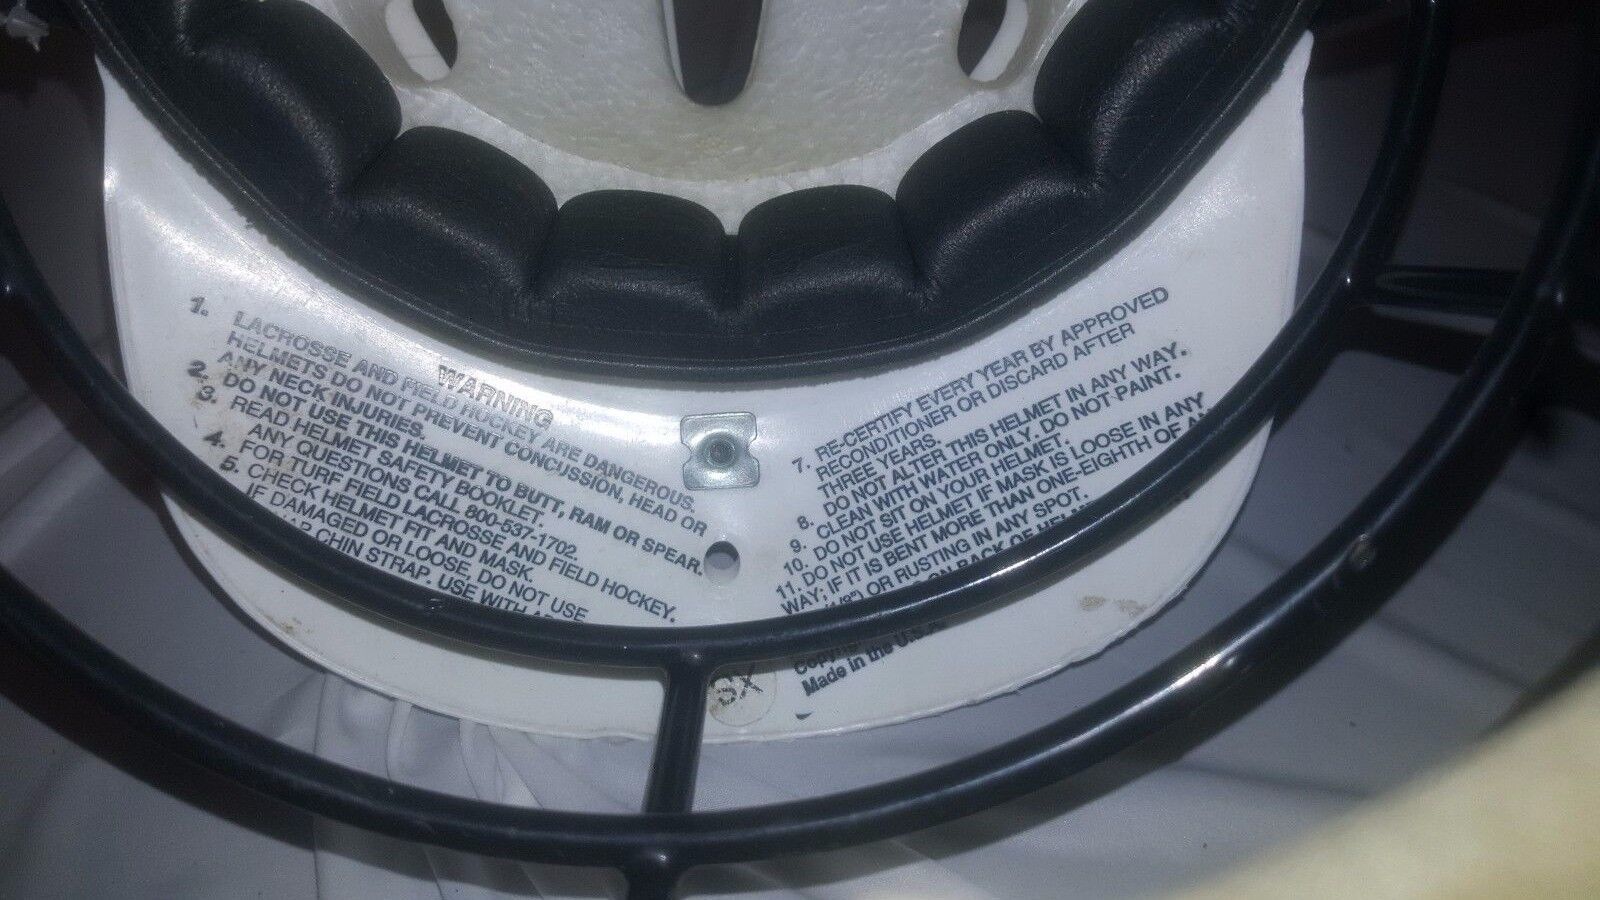 WARNING
1. LACROSSE AND FIELD HOCKEY ARE DANGEROUS.
HELMETS DO NOT PREVENT CONCUSSION, HEAD OR
ANY NECK INJURIES.
2. DO NOT USE THIS HELMET TO BUTT, RAM OR SPEAR.
3. READ HELMET SAFETY BOOKLET.
ANY QUESTIONS CALL 800-537-1702.
4. FOR TURF FIELD LACROSSE AND FIELD HOCKEY.
5. CHECK HELMET FIT AND MASK.
IF DAMAGED OR LOOSE, DO NOT USE
CHIN STRAP. USE WITH
7. RE-CERTIFY EVERY YEAR BY APPROVED
RECONDITIONER OR DISCARD AFTER
THREE YEARS.
8. DO NOT ALTER THIS HELMET IN ANY WAY.
9. CLEAN WITH WATER ONLY. DO NOT PAINT.
10. DO NOT SIT ON YOUR HELMET.
11. DO NOT USE HELMET IF MASK IS LOOSE IN ANY
WAY; IF IT IS BENT MORE THAN ONE-EIGHTH OF AN
(1/8") OR RUSTING IN ANY SPOT.
ON BACK OF
Made in the U.S.